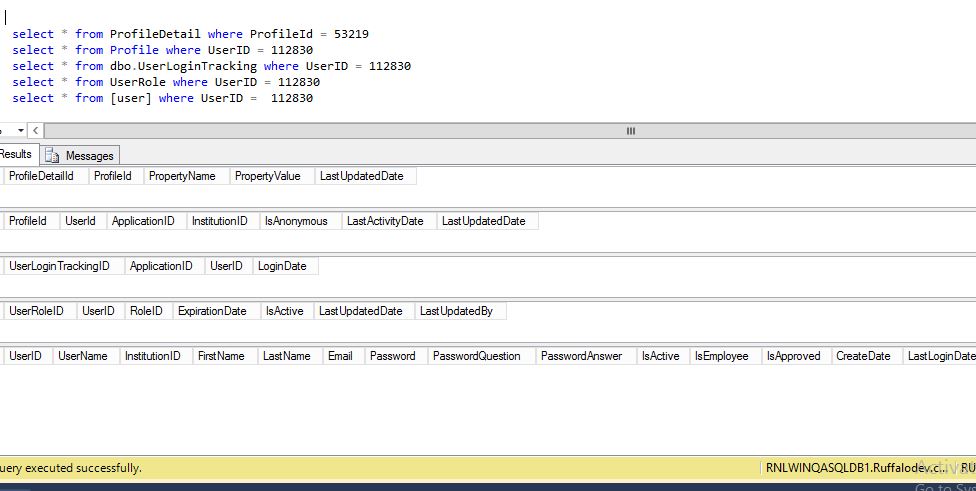 select * from ProfileDetail where ProfileId = 53219
select * from Profile where UserID = 112830
select * from dbo.UserLoginTracking where UserID = 112830
select * from UserRole where UserID = 112830
select * from [user] where UserID = 112830
Results Messages
ProfileDetailId ProfileId PropertyName PropertyValue LastUpdatedDate
ProfileId UserId ApplicationID InstitutionID IsAnonymous LastActivityDate LastUpdatedDate
UserLoginTrackingID ApplicationID UserID LoginDate
UserRoleID UserID RoleID ExpirationDate IsActive LastUpdatedDate LastUpdatedBy
UserID UserName InstitutionID FirstName LastName Email Password PasswordQuestion PasswordAnswer IsActive IsEmployee IsApproved CreateDate LastLoginDate
uery executed successfully. RNLWINQASQLDB1.Ruffalodev.c... RU
Activa
Go to Sys